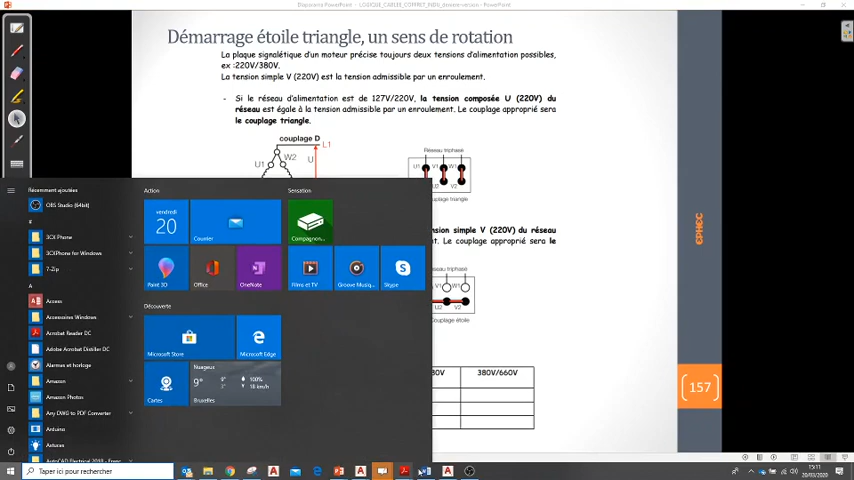 Diaporama PowerPoint - LOGIQUE_CABLEE_COFFRET_INDU_derniere-version - PowerPoint
Démarrage étoile triangle, un sens de rotation
La plaque signalétique d'un moteur précise toujours deux tensions d'alimentation possibles,
ex :220V/380V.
La tension simple V (220V) est la tension admissible par un enroulement.
- Si le réseau d'alimentation est de 127V/220V, la tension composée U (220V) du
réseau est égale à la tension admissible par un enroulement. Le couplage approprié sera
le couplage triangle.
couplage D
L1
U1
W2
U
Réseau triphasé
U1 V1 W1
U2 V2
tension simple V (220V) du réseau
ent. Le couplage approprié sera le
Réseau triphasé
V1 W1
U2 V2
380V/660V
157
EPHEC
Récemment ajoutées
OBS Studio (64bit)
#
3CX Phone
3CXPhone for Windows
7-Zip
A
Access
Accessoires Windows
Acrobat Reader DC
Adobe Acrobat Distiller DC
Alarmes et horloge
Amazon
Amazon Photos
Any DWG to PDF Converter
Arduino
Astuces
AutoCAD Electrical 2019 - Franç...
Action
vendredi
20
Courrier
Paint 3D
Office
OneNote
Sensation
Compagnon...
Films et TV
Groove Musiq...
Skype
Découverte
Microsoft Store
Microsoft Edge
Cartes
Nuageux
9°
100%
18 km/h
Bruxelles
Taper ici pour rechercher
15:11
20/03/2020